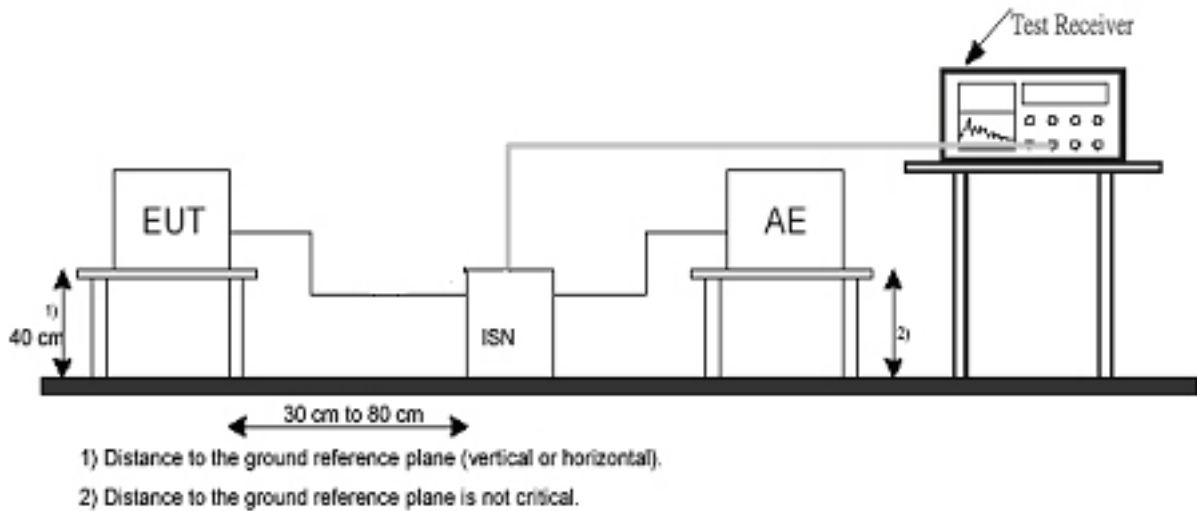 Test Receiver
EUT
AE
1)
40 cm
ISN
2)
30 cm to 80 cm
1) Distance to the ground reference plane (vertical or horizontal).
2) Distance to the ground reference plane is not critical.